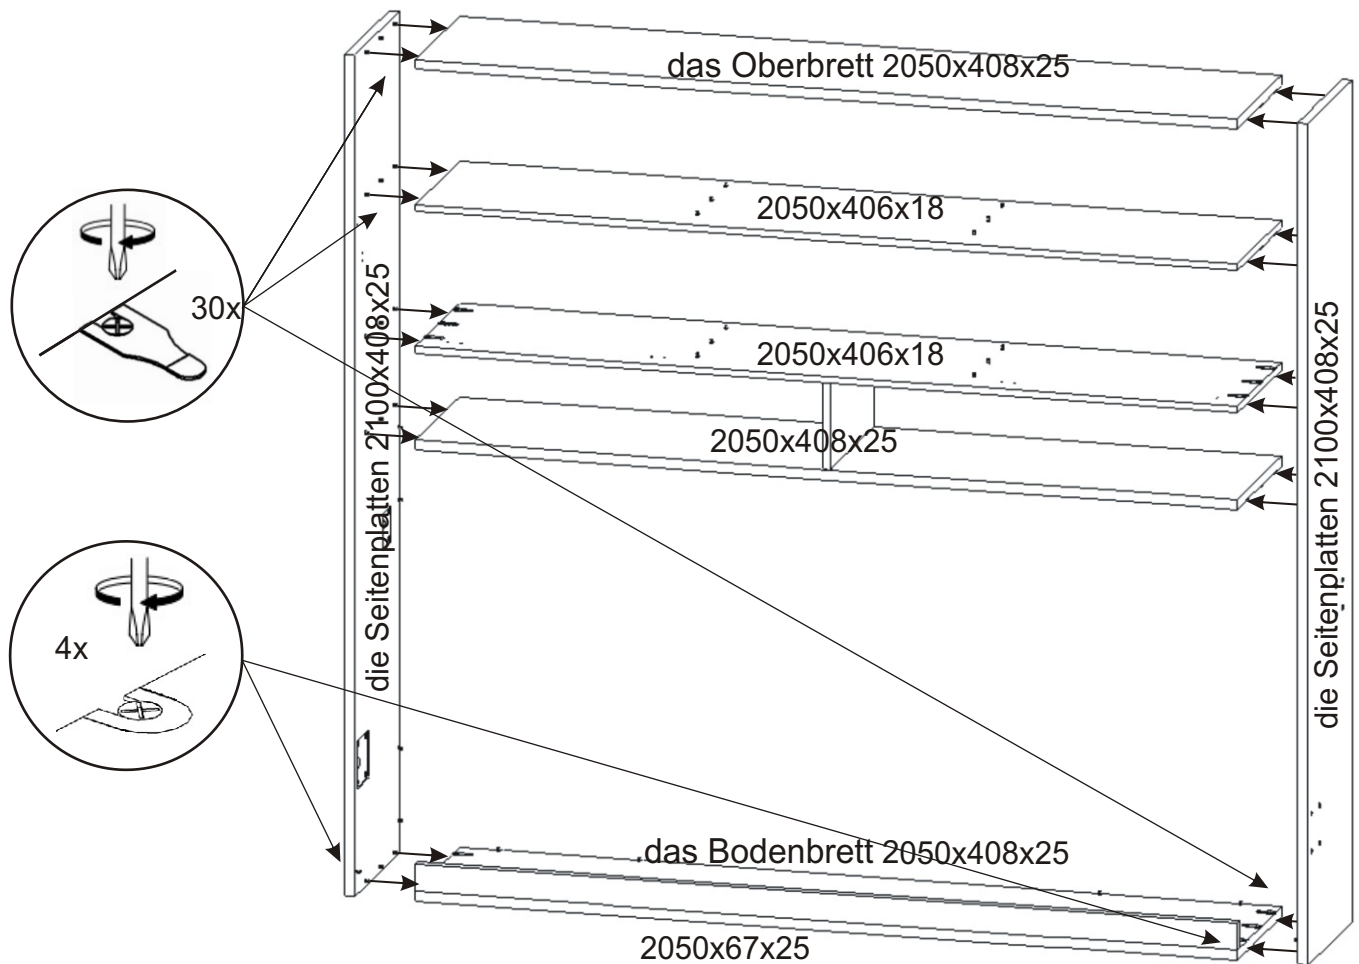 das Oberbrett 2050x408x25
2050x406x18
30x
2050x406x18
2050x408x25
die Seitenplatten 2100x408x25
die Seitenplatten 2100x408x25
4x
das Bodenbrett 2050x408x25
2050x67x25